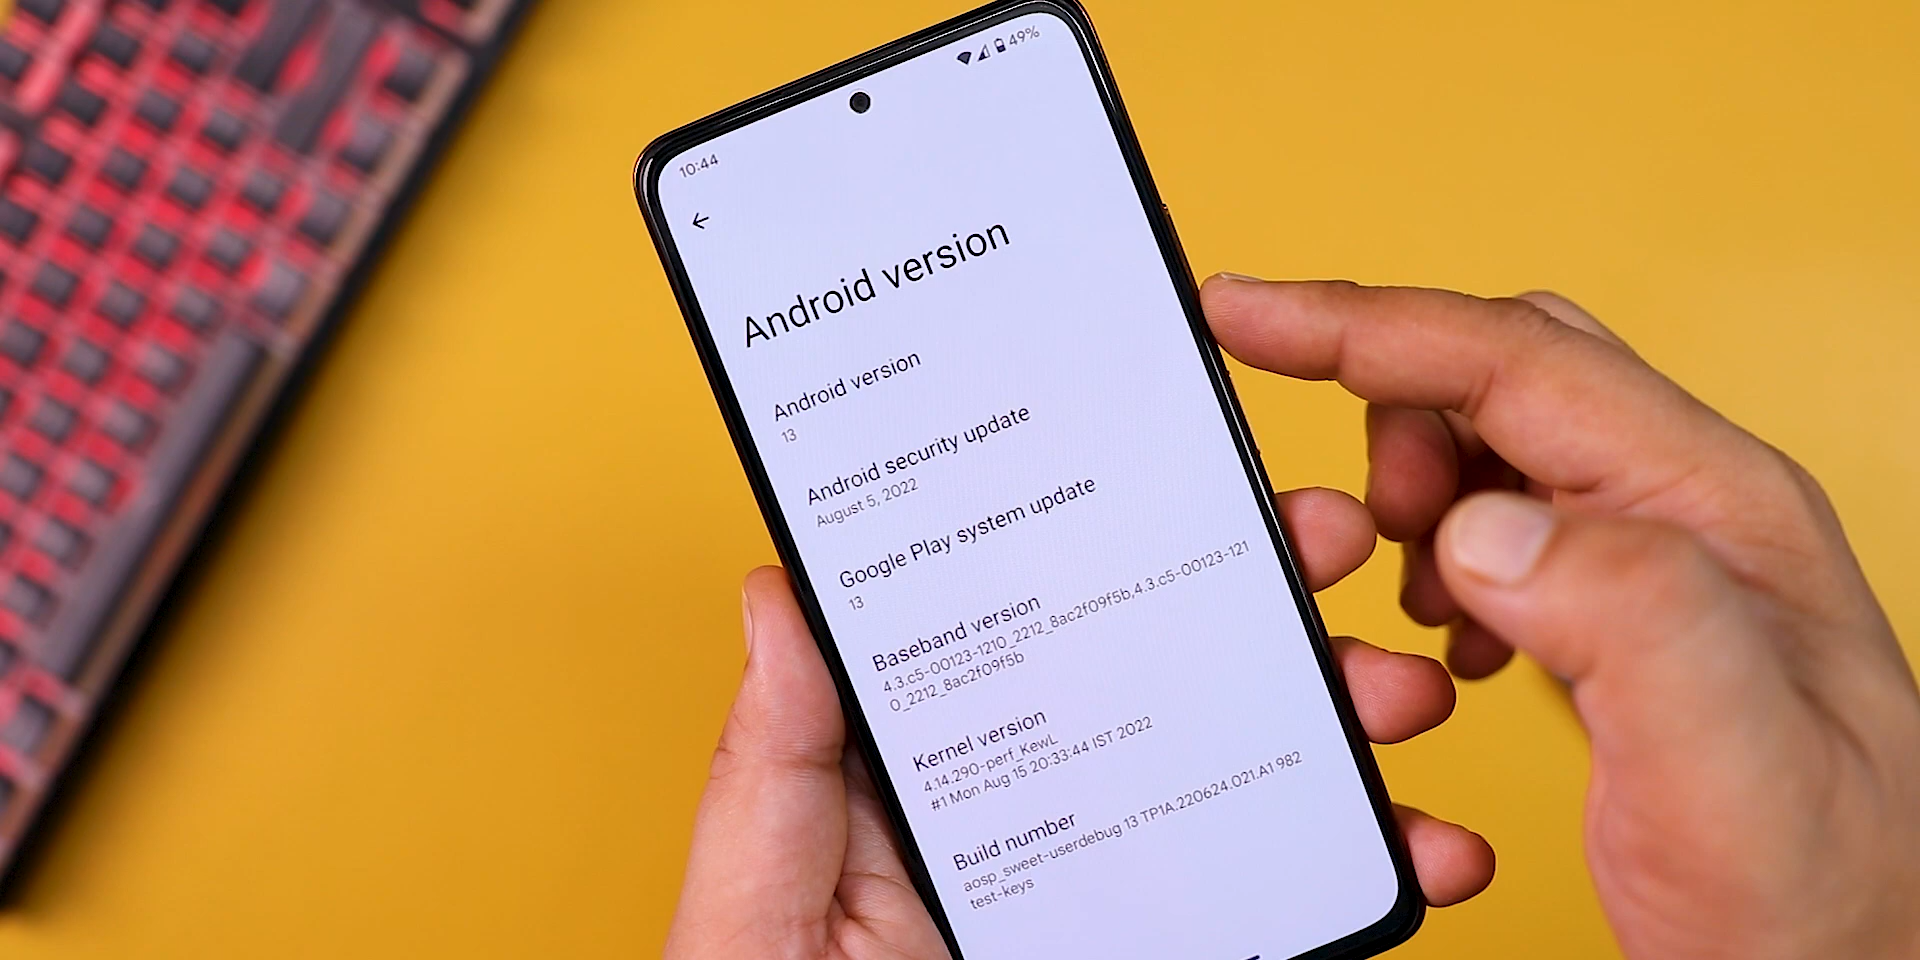 10:44
49%
Android version
Android version
13
Android security update
August 5, 2022
Google Play system update
13
Baseband version
4.3.c5-00123-1210_2212_8ac2f09f5b,4.3.c5-00123-121
0_2212_8ac2f09f5b
Kernel version
4.14.290-perf_KewL
#1 Mon Aug 15 20:33:44 IST 2022
Build number
aosp_sweet-userdebug 13 TP1A.220624.021.A1 982
test-keys